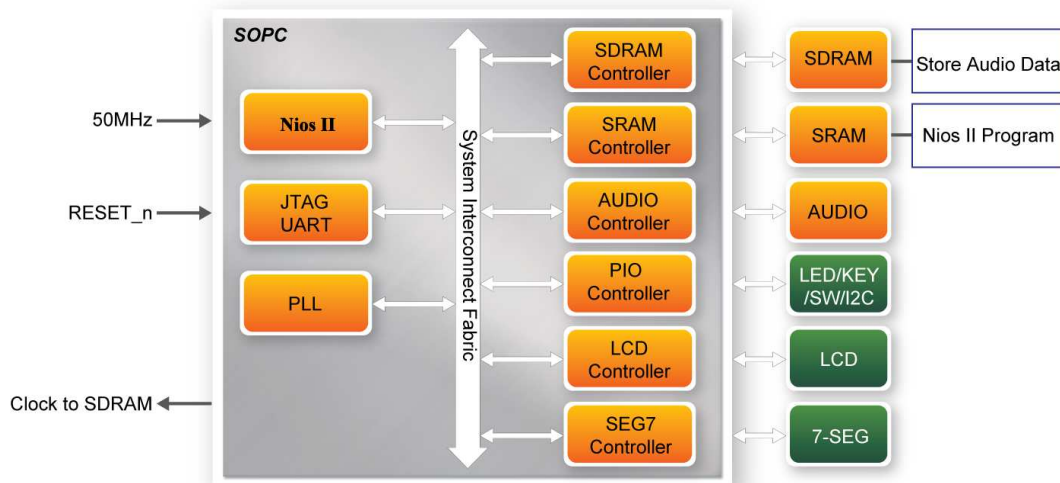 SOPC
50MHz
RESET_n
Clock to SDRAM
Nios II
JTAG
UART
PLL
System Interconnect Fabric
SDRAM
Controller
SRAM
Controller
AUDIO
Controller
PIO
Controller
LCD
Controller
SEG7
Controller
SDRAM
SRAM
AUDIO
LED/KEY
/SW/I2C
LCD
7-SEG
Store Audio Data
Nios II Program